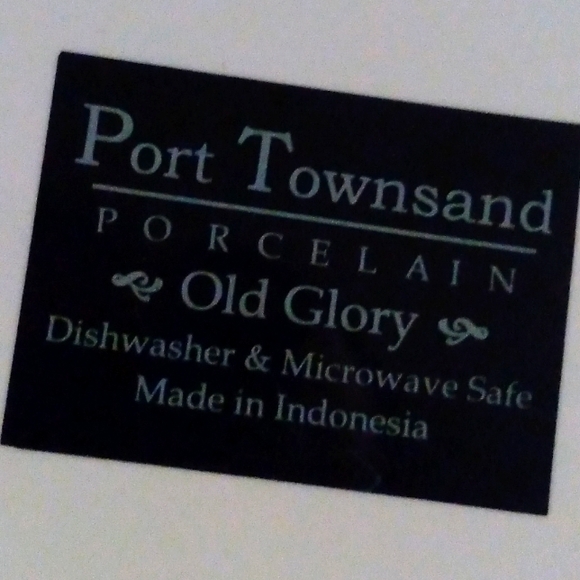 Port Townsand
PORCELAIN
Old Glory
Dishwasher & Microwave Safe
Made in Indonesia